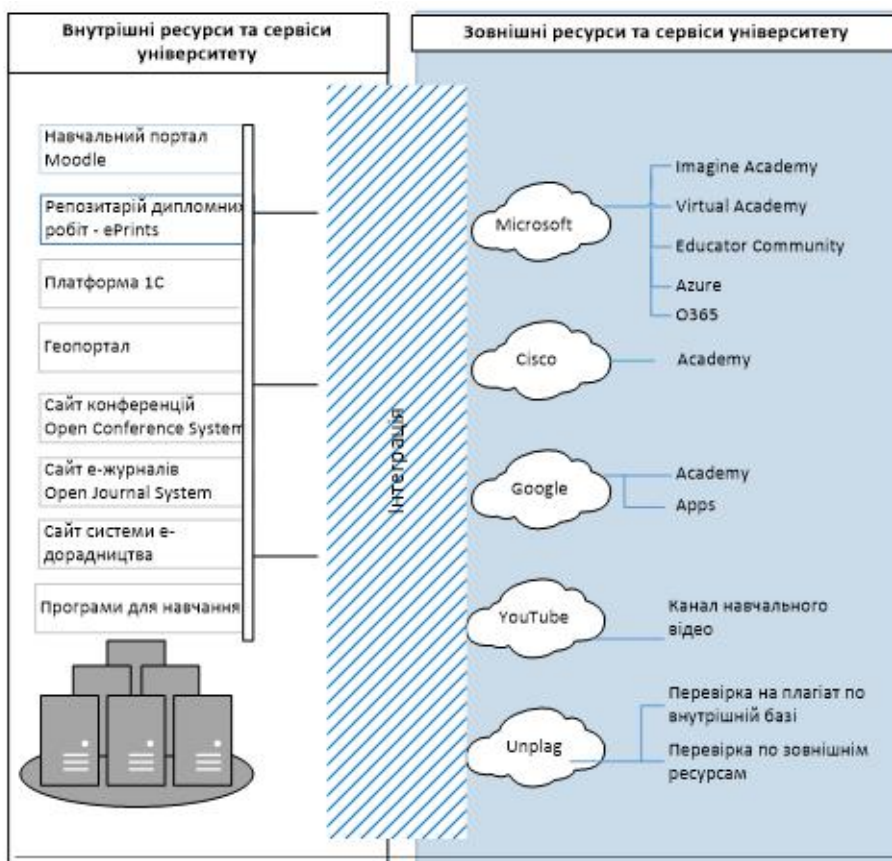 Внутрішні ресурси та сервіси
університету
Зовнішні ресурси та сервіси університету
Навчальний портал
Moodle
Репозитарій дипломних
робіт - ePrints
Платформа 1С
Геопортал
Сайт конференцій
Open Conference System
Сайт е-журналів
Open Journal System
Сайт системи е-
дорадництва
Програми для навчання
Інтеграція
Microsoft
Imagine Academy
Virtual Academy
Educator Community
Azure
O365
Cisco
Academy
Google
Academy
Apps
YouTube
Канал навчального
відео
Unplag
Перевірка на плагіат по
внутрішній базі
Перевірка по зовнішнім
ресурсам